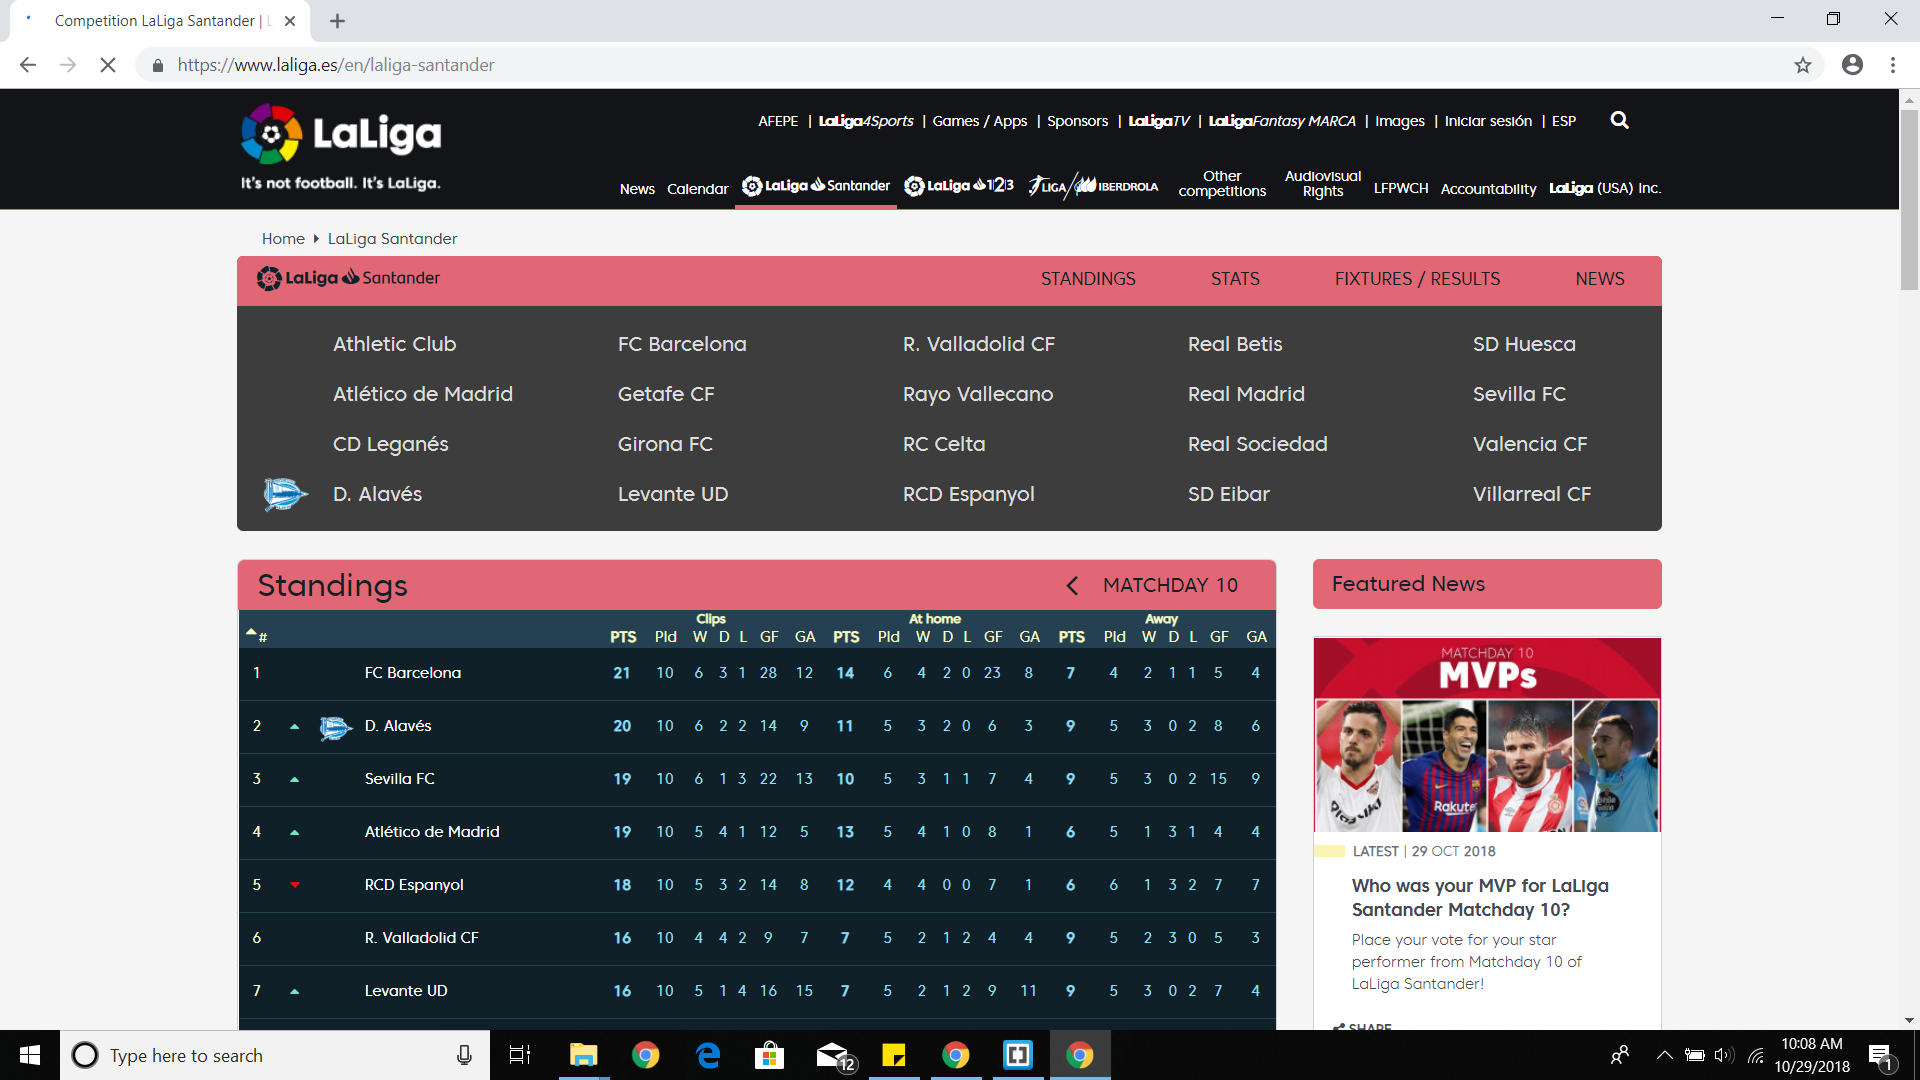 Competition LaLiga Santander |
https://www.laliga.es/en/laliga-santander
LaLiga
It's not football. It's LaLiga.
AFEPE | LaLiga4Sports | Games / Apps | Sponsors | LaLigaTV | LaLigaFantasy MARCA | Images | Iniciar sesión | ESP
News Calendar LaLiga Santander LaLiga 1|2|3 LIGA/IBERDROLA Other competitions Audiovisual Rights LFPWCH Accountability LaLiga (USA) Inc.
Home LaLiga Santander
LaLiga Santander STANDINGS STATS FIXTURES / RESULTS NEWS
Athletic Club FC Barcelona R. Valladolid CF Real Betis SD Huesca
Atlético de Madrid Getafe CF Rayo Vallecano Real Madrid Sevilla FC
CD Leganés Girona FC RC Celta Real Sociedad Valencia CF
D. Alavés Levante UD RCD Espanyol SD Eibar Villarreal CF
Standings MATCHDAY 10
Clips At home Away
# PTS Pld W D L GF GA PTS Pld W D L GF GA PTS Pld W D L GF GA
1 FC Barcelona 21 10 6 3 1 28 12 14 6 4 2 0 23 8 7 4 2 1 1 5 4
2 D. Alavés 20 10 6 2 2 14 9 11 5 3 2 0 6 3 9 5 3 0 2 8 6
3 Sevilla FC 19 10 6 1 3 22 13 10 5 3 1 1 7 4 9 5 3 0 2 15 9
4 Atlético de Madrid 19 10 5 4 1 12 5 13 5 4 1 0 8 1 6 5 1 3 1 4 4
5 RCD Espanyol 18 10 5 3 2 14 8 12 4 4 0 0 7 1 6 6 1 3 2 7 7
6 R. Valladolid CF 16 10 4 4 2 9 7 7 5 2 1 2 4 4 9 5 2 3 0 5 3
7 Levante UD 16 10 5 1 4 16 15 7 5 2 1 2 9 11 9 5 3 0 2 7 4
Featured News
MATCHDAY 10
MVPs
Rakute
LATEST | 29 OCT 2018
Who was your MVP for LaLiga
Santander Matchday 10?
Place your vote for your star
performer from Matchday 10 of
LaLiga Santander!
SHARE
Type here to search
12
10:08 AM
10/29/2018
1